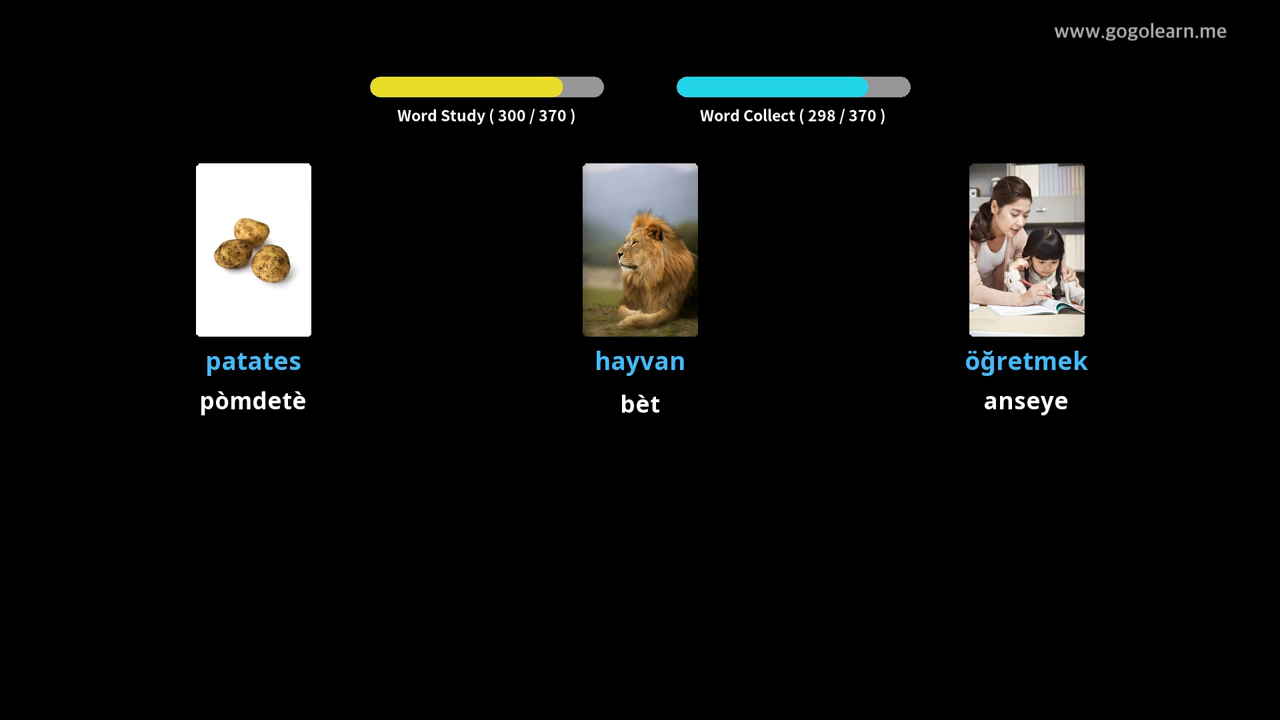 www.gogolearn.me
Word Study ( 300 / 370 )
Word Collect ( 298 / 370 )
patates
hayvan
öğretmek
pòmdetè
bèt
anseye